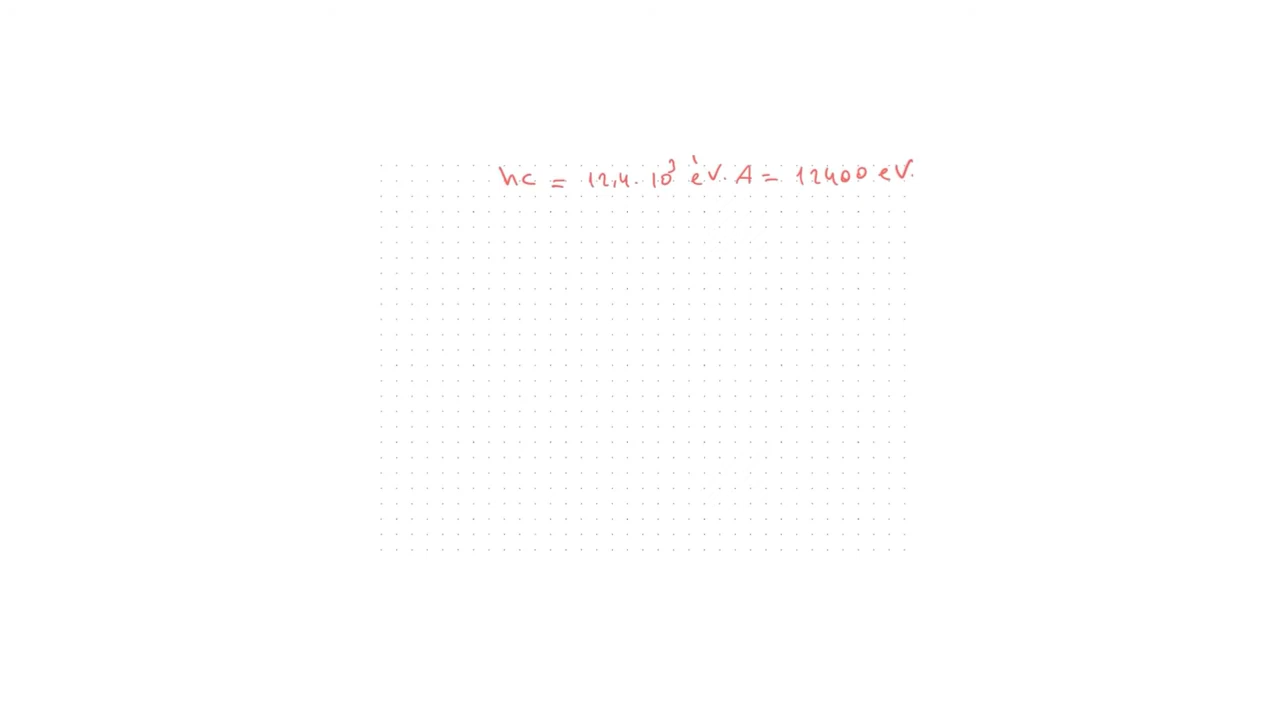 hc = 12,4. 10³ eV. A = 12400 eV.